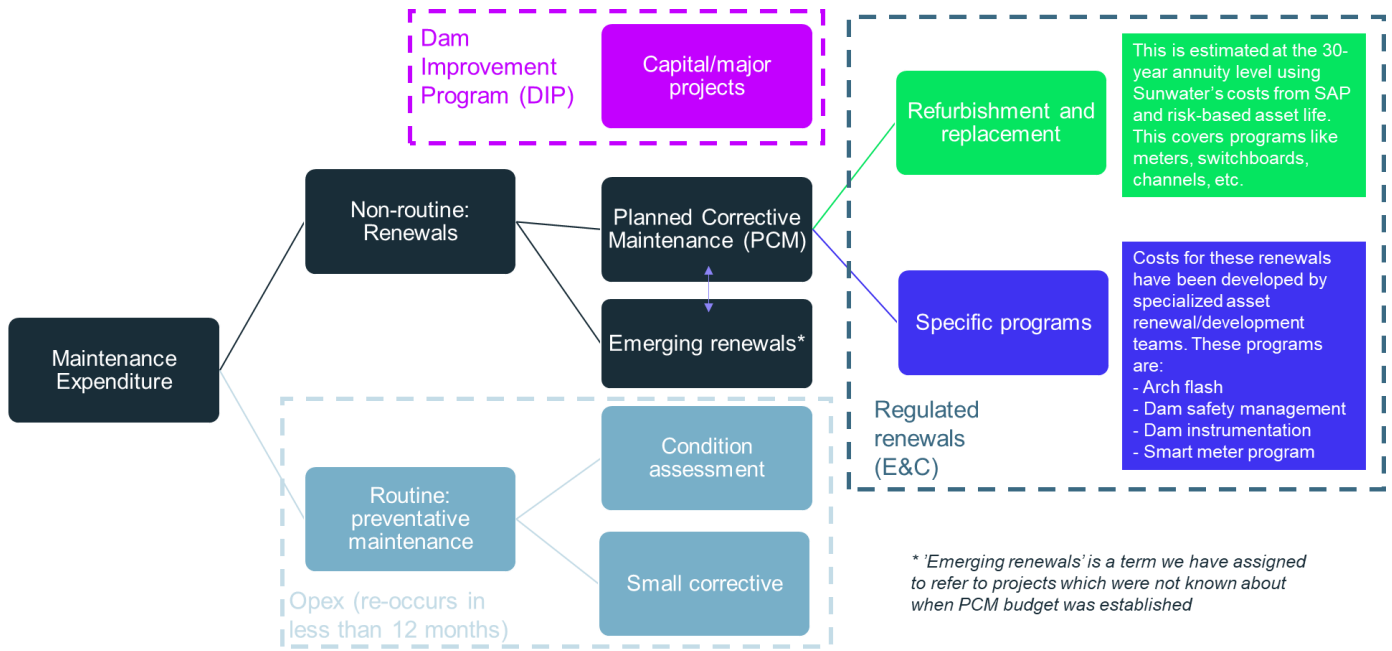 Dam
Improvement
Program (DIP)
Capital/major
projects
Refurbishment and
replacement
This is estimated at the 30-
year annuity level using
Sunwater's costs from SAP
and risk-based asset life.
This covers programs like
meters, switchboards,
channels, etc.
Non-routine:
Renewals
Planned Corrective
Maintenance (PCM)
Emerging renewals*
Specific programs
Costs for these renewals
have been developed by
specialized asset
renewal/development
teams. These programs
are:
- Arch flash
- Dam safety management
- Dam instrumentation
- Smart meter program
Regulated
renewals
(E&C)
Maintenance
Expenditure
Routine:
preventative
maintenance
Condition
assessment
Small corrective
Opex (re-occurs in
less than 12 months)
* 'Emerging renewals' is a term we have assigned
to refer to projects which were not known about
when PCM budget was established